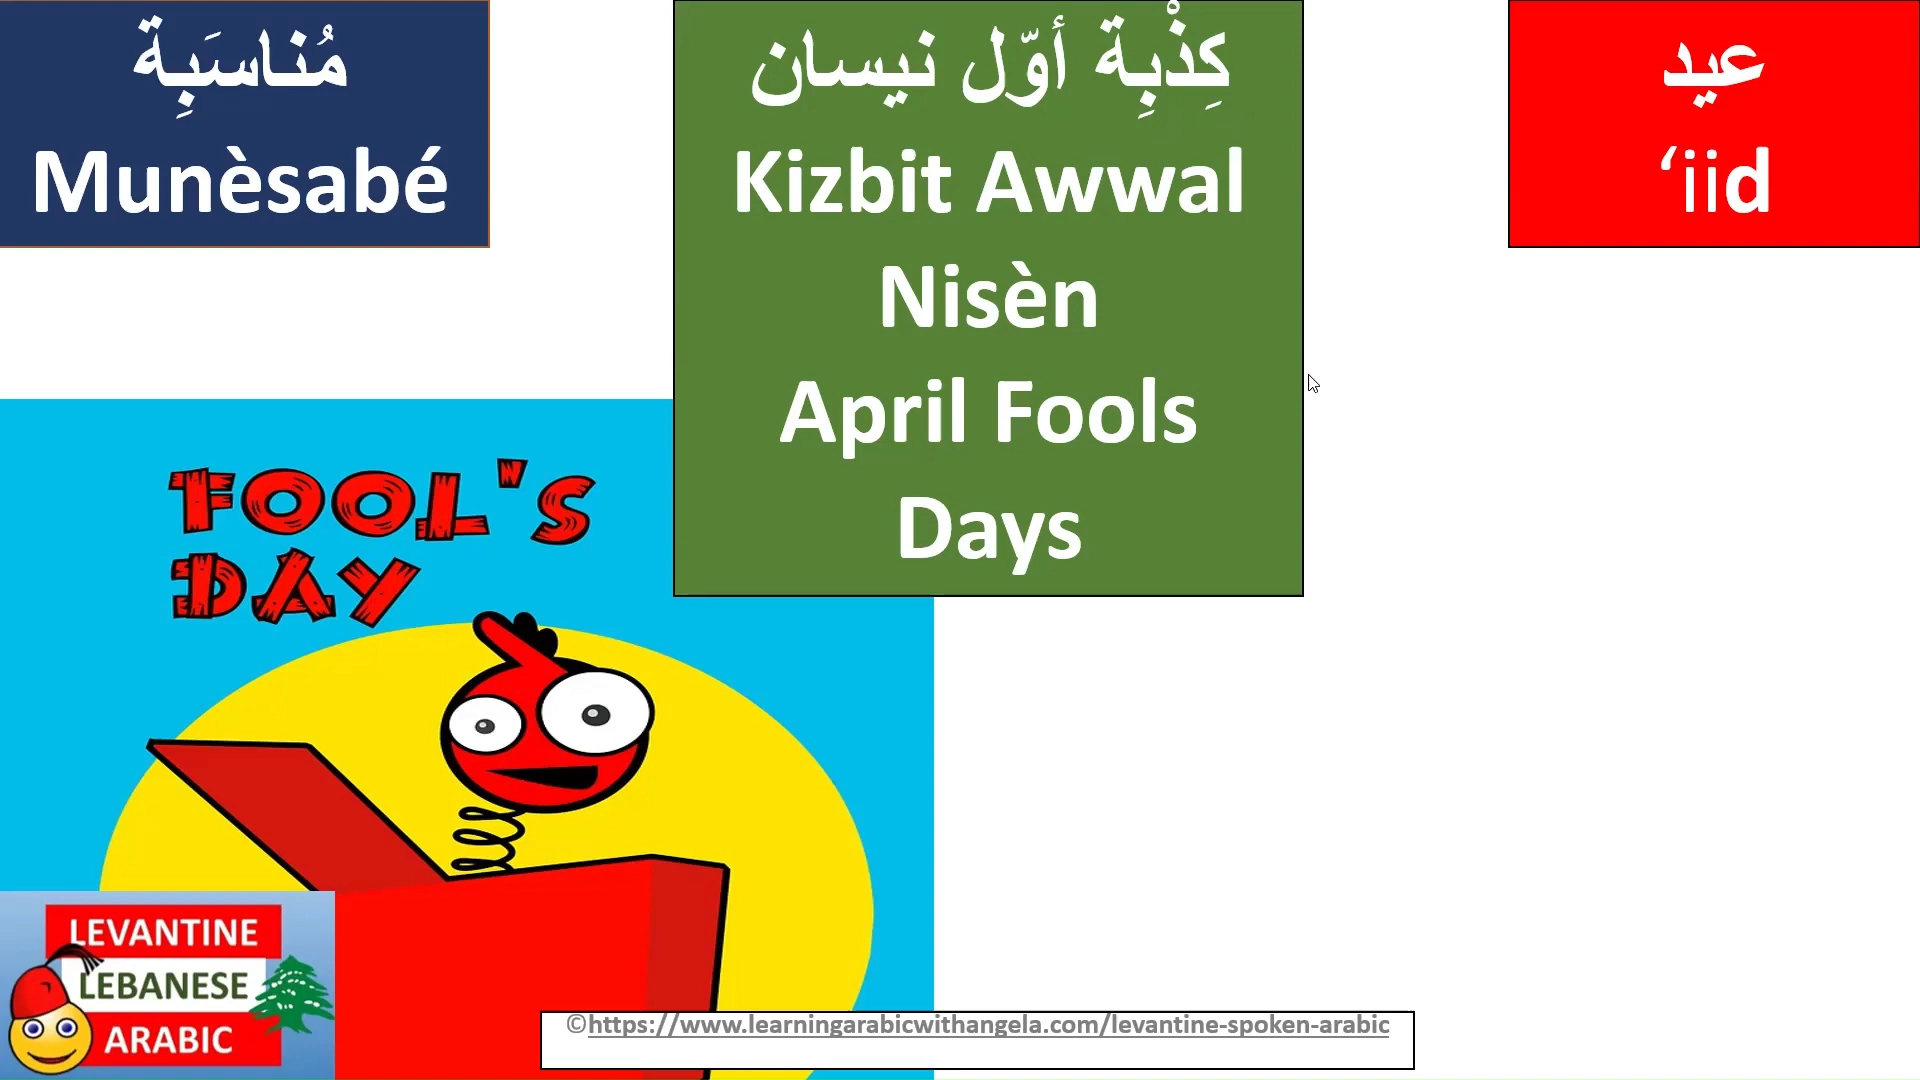 مُناسَبِة
Munèsabé
كِذْبِة أوّل نيسان
Kizbit Awwal
Nisèn
April Fools
Days
عيد
‘iid
FOOL'S
DAY
LEVANTINE
LEBANESE
ARABIC
©https://www.learningarabicwithangela.com/levantine-spoken-arabic